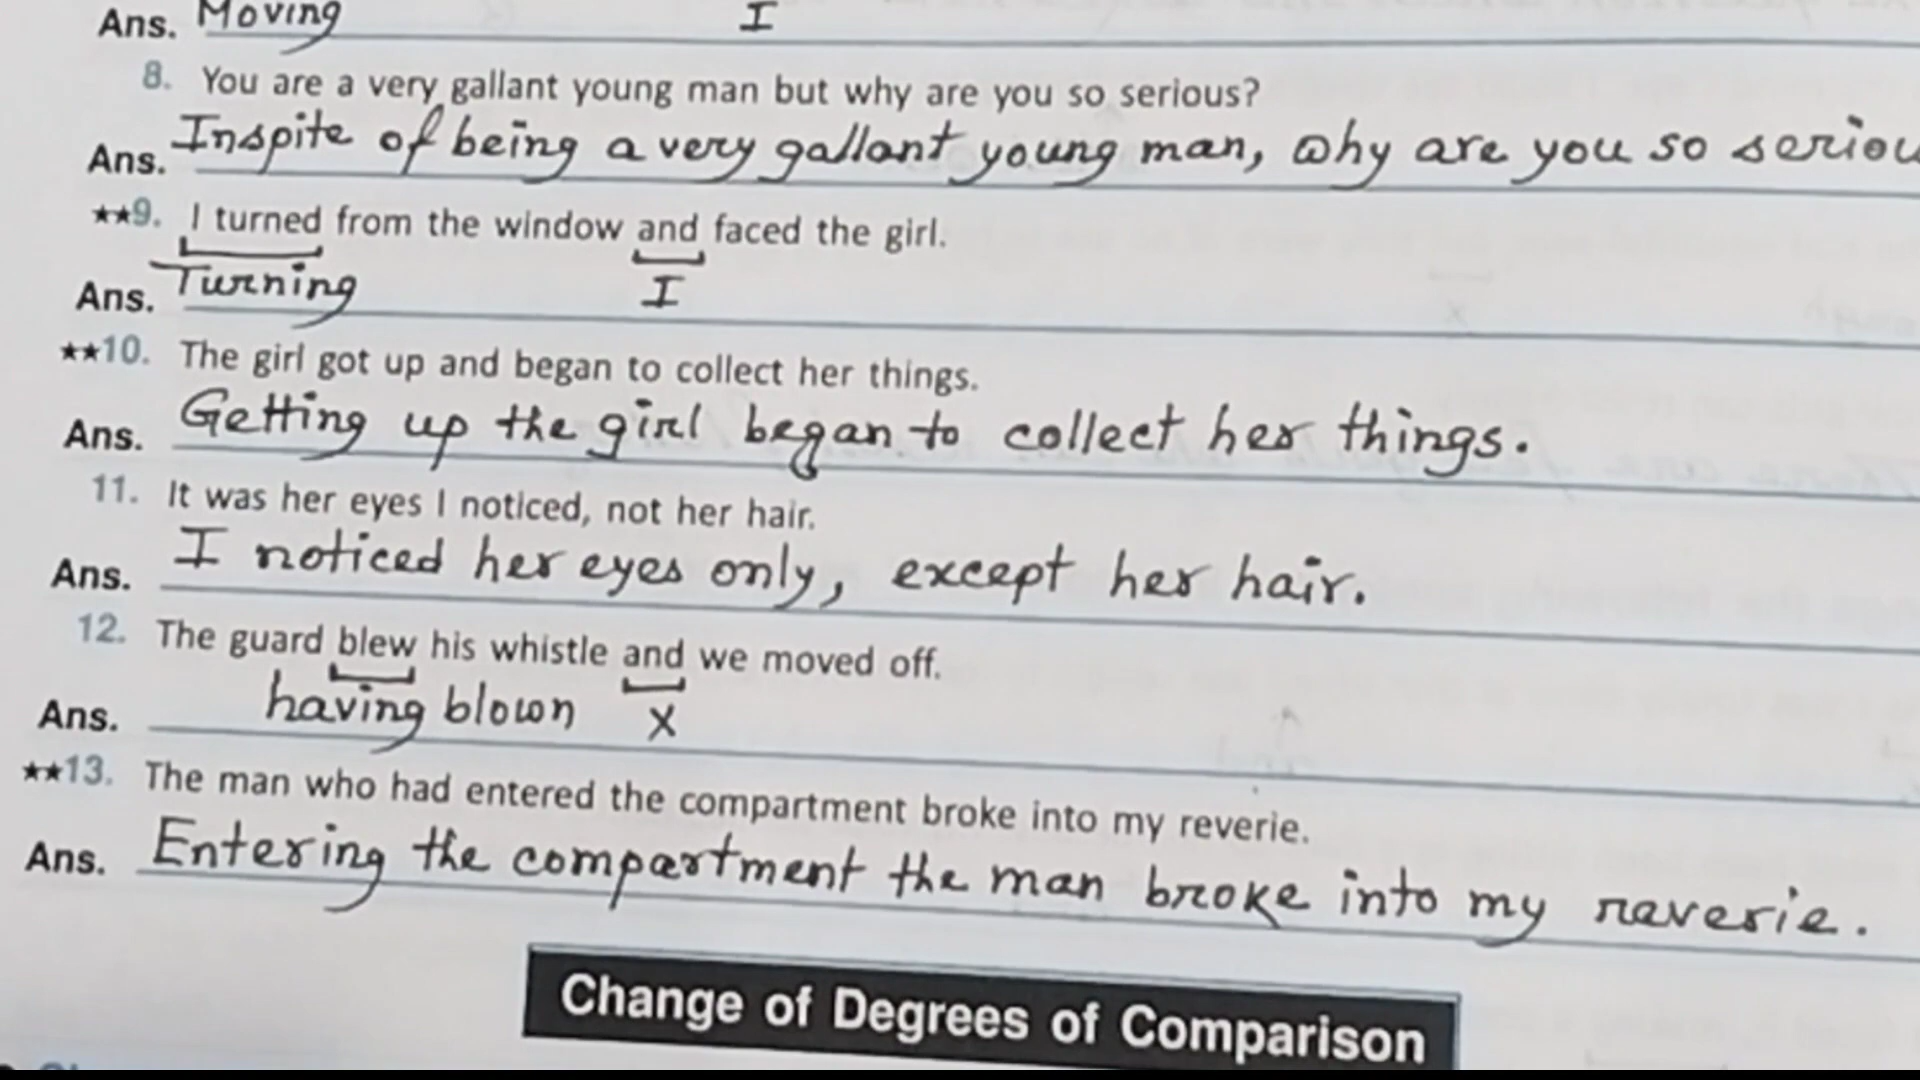 Ans. Moving I
8. You are a very gallant young man but why are you so serious?
Ans. Inspite of being a very gallant young man, why are you so seriou
★★9. I turned from the window and faced the girl.
Ans. Turning I
★★10. The girl got up and began to collect her things.
Ans. Getting up the girl began to collect her things.
11. It was her eyes I noticed, not her hair.
Ans. I noticed her eyes only, except her hair.
12. The guard blew his whistle and we moved off.
Ans. having blown X
★★13. The man who had entered the compartment broke into my reverie.
Ans. Entering the compartment the man broke into my raverie.
Change of Degrees of Comparison